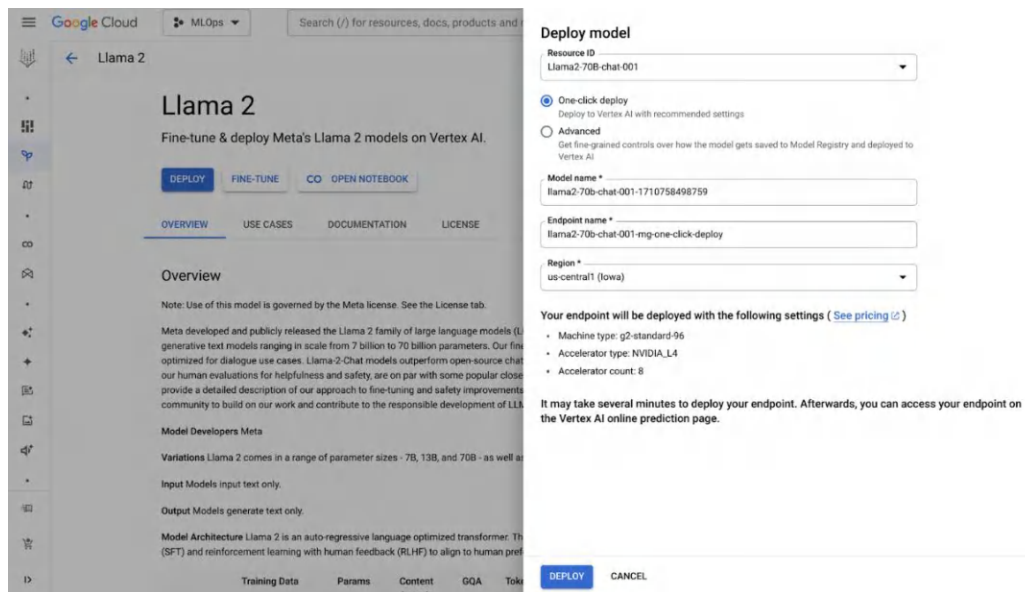 Google Cloud
MLOps
Search (/) for resources, docs, products and
Llama 2
Llama 2
Fine-tune & deploy Meta's Llama 2 models on Vertex AI.
DEPLOY
FINE-TUNE
OPEN NOTEBOOK
OVERVIEW
USE CASES
DOCUMENTATION
LICENSE
Overview
Note: Use of this model is governed by the Meta license. See the License tab.
Meta developed and publicly released the Llama 2 family of large language models
generative text models ranging in scale from 7 billion to 70 billion parameters. Our
optimized for dialogue use cases. Llama-2-Chat models outperform open-source chat
our human evaluations for helpfulness and safety, are on par with some popular
provide a detailed description of our approach to fine-tuning and safety improvements
community to build on our work and contribute to the responsible development of
Model Developers Meta
Variations Llama 2 comes in a range of parameter sizes - 7B, 13B, and 70B - as well
Input Models input text only.
Output Models generate text only.
Model Architecture Llama 2 is an auto-regressive language optimized transformer.
(SFT) and reinforcement learning with human feedback (RLHF) to align to human
Training Data
Params
Content
GQA
Deploy model
Resource ID
Llama2-70B-chat-001
One-click deploy
Deploy to Vertex AI with recommended settings
Advanced
Get fine-grained controls over how the model gets saved to Model Registry and deployed to
Vertex AI
Model name *
llama2-70b-chat-001-1710758498759
Endpoint name *
llama2-70b-chat-001-mg-one-click-deploy
Region *
us-central1 (Iowa)
Your endpoint will be deployed with the following settings ( See pricing )
• Machine type: g2-standard-96
• Accelerator type: NVIDIA_L4
• Accelerator count: 8
It may take several minutes to deploy your endpoint. Afterwards, you can access your endpoint on
the Vertex AI online prediction page.
DEPLOY
CANCEL